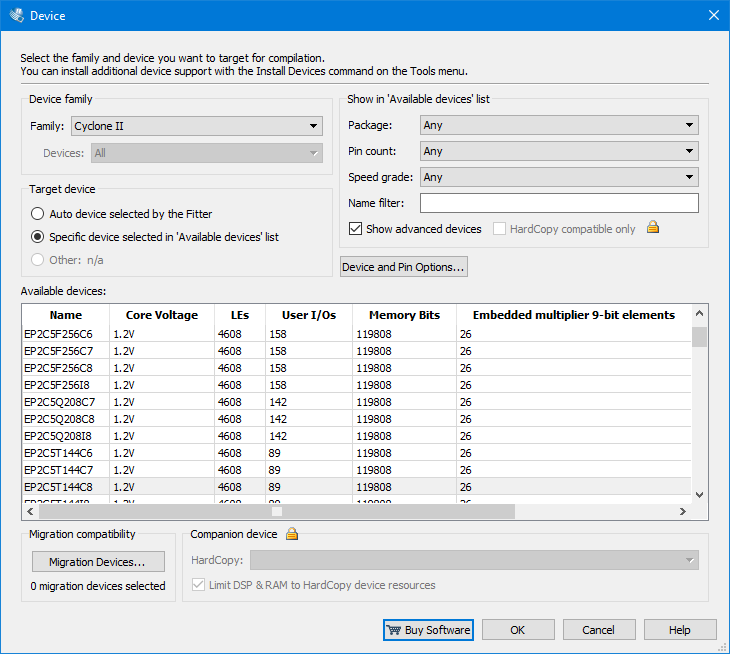 Device
Select the family and device you want to target for compilation.
You can install additional device support with the Install Devices command on the Tools menu.
Device family
Family: Cyclone II
Devices: All
Target device
Auto device selected by the Fitter
Specific device selected in 'Available devices' list
Other: n/a
Show in 'Available devices' list
Package: Any
Pin count: Any
Speed grade: Any
Name filter:
Show advanced devices HardCopy compatible only
Device and Pin Options...
Available devices:
Name Core Voltage LEs User I/Os Memory Bits Embedded multiplier 9-bit elements
EP2C5F256C6 1.2V 4608 158 119808 26
EP2C5F256C7 1.2V 4608 158 119808 26
EP2C5F256C8 1.2V 4608 158 119808 26
EP2C5F256I8 1.2V 4608 158 119808 26
EP2C5Q208C7 1.2V 4608 142 119808 26
EP2C5Q208C8 1.2V 4608 142 119808 26
EP2C5Q208I8 1.2V 4608 142 119808 26
EP2C5T144C6 1.2V 4608 89 119808 26
EP2C5T144C7 1.2V 4608 89 119808 26
EP2C5T144C8 1.2V 4608 89 119808 26
EP2C5T144I8 1.2V 4608 89 119808 26
Migration compatibility
Migration Devices...
0 migration devices selected
Companion device
HardCopy:
Limit DSP & RAM to HardCopy device resources
Buy Software OK Cancel Help